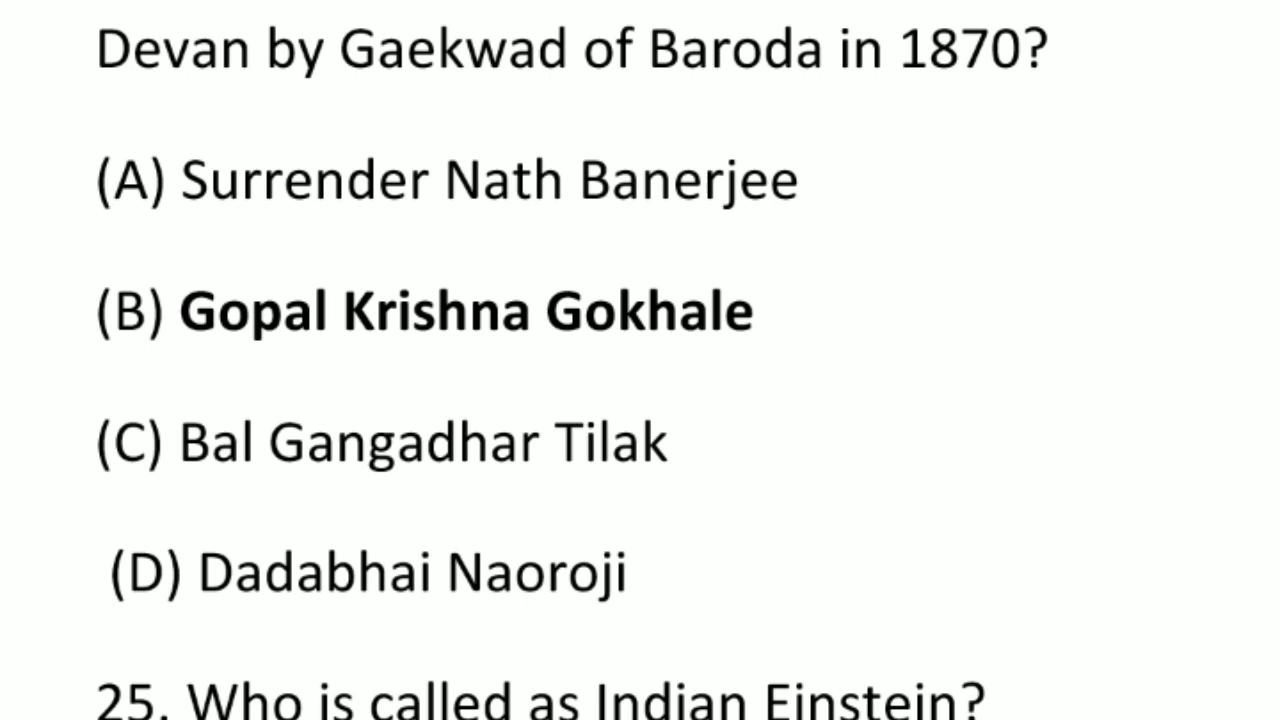 Devan by Gaekwad of Baroda in 1870?
(A) Surrender Nath Banerjee
(B) Gopal Krishna Gokhale
(C) Bal Gangadhar Tilak
(D) Dadabhai Naoroji
25. Who is called as Indian Einstein?